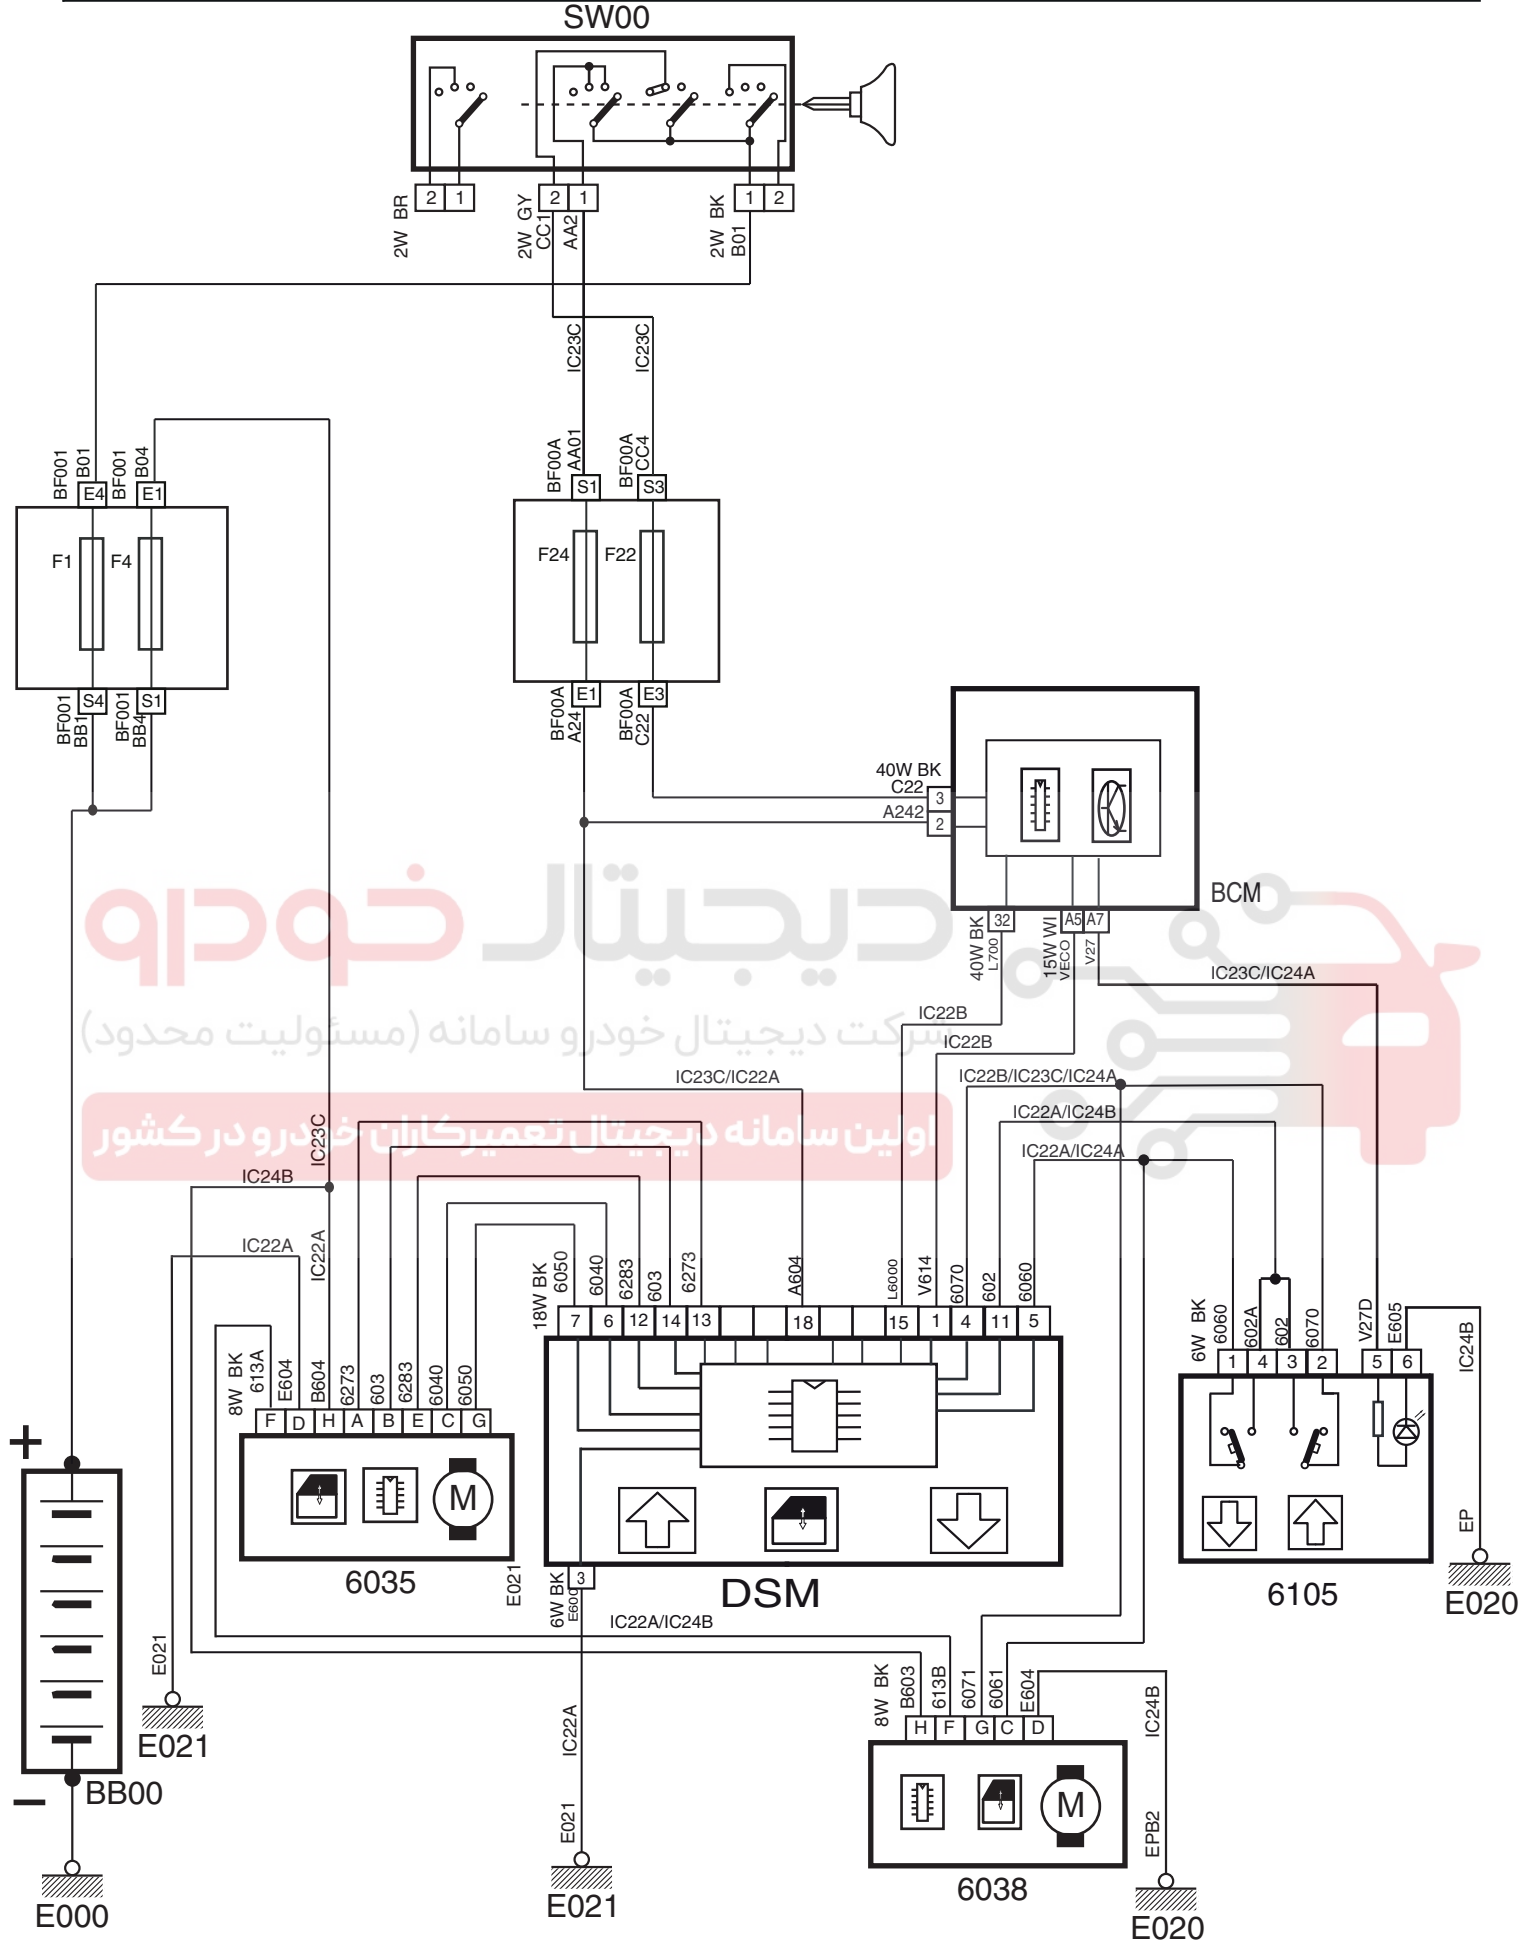 SW00
2W BR
2
1
2W GY
2
1
CC1
AA2
2W BK
1
2
B01
IC23C
IC23C
BF001
B01
BF001
B04
E4
E1
F1
F4
S4
S1
BF001
BB1
BF001
BB4
BF00A
AA01
BF00A
CC4
S1
S3
F24
F22
E1
E3
BF00A
A24
BF00A
C22
40W BK
C22
3
A242
2
BCM
32
A5
A7
40W BK
L700
15W WI
VECO
V27
دیجیتال خودرو
شرکت دیجیتال خودرو سامانه (مسئولیت محدود)
اولین سامانه دیجیتال تعمیرکاران خودرو در کشور
IC23C/IC24A
IC22B
IC22B
IC23C/IC22A
IC22B/IC23C/IC24A
IC22A/IC24B
IC22A/IC24A
IC23C
IC24B
IC22A
IC22A
18W BK
6050
6040
6283
603
6273
A604
L6000
V614
6070
602
6060
7
6
12
14
13
18
15
1
4
11
5
6W BK
6060
602A
602
6070
V27D
E605
1
4
3
2
5
6
IC24B
EP
E020
6105
8W BK
613A
E604
B604
6273
603
6283
6040
6050
F
D
H
A
B
E
C
G
M
6035
E021
DSM
6W BK
E600
3
IC22A/IC24B
IC22A
E021
E021
E021
E021
+
BB00
−
E000
8W BK
B603
613B
6071
6061
E604
H
F
G
C
D
M
6038
IC24B
EPB2
E020